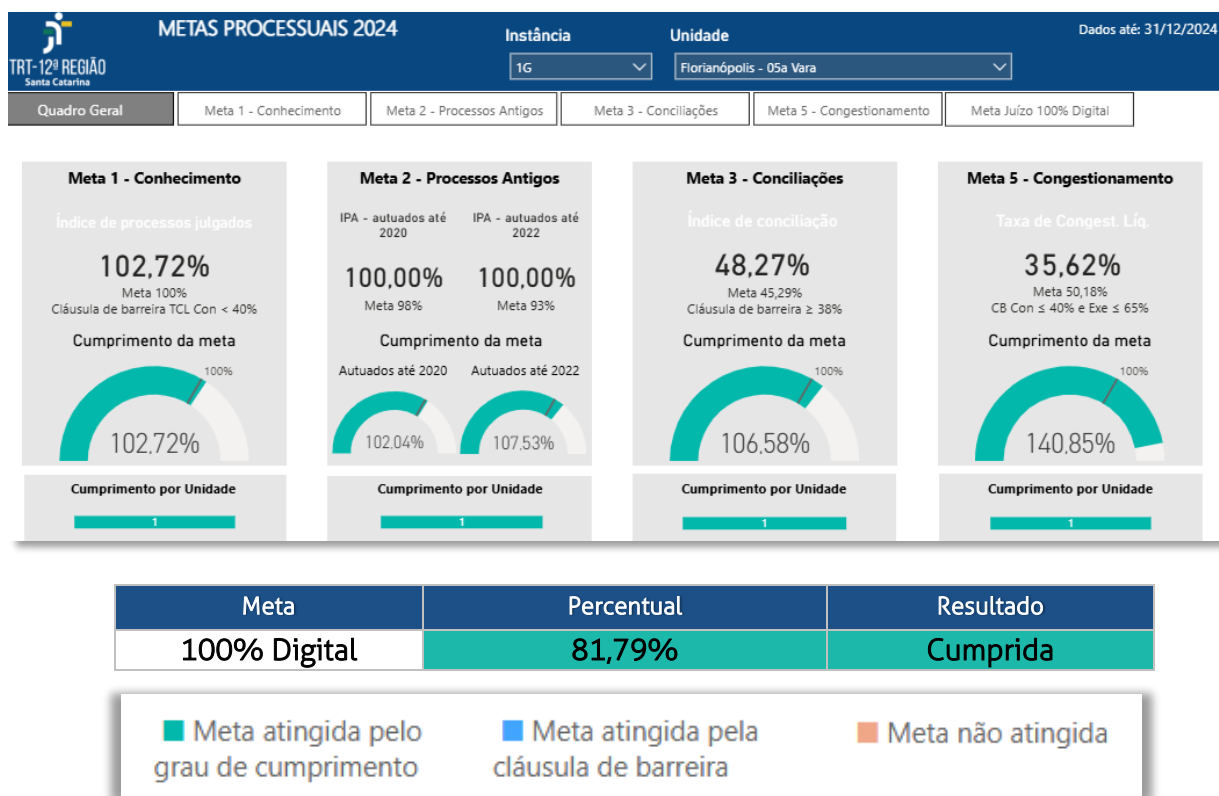 METAS PROCESSUAIS 2024
Instância
Unidade
Dados até: 31/12/2024
TRT-12ª REGIÃO
Santa Catarina
1G
Florianópolis - 05a Vara
Quadro Geral
Meta 1 - Conhecimento
Meta 2 - Processos Antigos
Meta 3 - Conciliações
Meta 5 - Congestionamento
Meta Juízo 100% Digital
Meta 1 - Conhecimento
Índice de processos julgados
102,72%
Meta 100%
Cláusula de barreira TCL Con < 40%
Cumprimento da meta
100%
102,72%
Cumprimento por Unidade
1
Meta 2 - Processos Antigos
IPA - autuados até
2020
IPA - autuados até
2022
100,00%
100,00%
Meta 98%
Meta 93%
Cumprimento da meta
Autuados até 2020
Autuados até 2022
102,04%
107,53%
Cumprimento por Unidade
1
Meta 3 - Conciliações
Índice de conciliação
48,27%
Meta 45,29%
Cláusula de barreira ≥ 38%
Cumprimento da meta
100%
106,58%
Cumprimento por Unidade
1
Meta 5 - Congestionamento
Taxa de Congest. Líq.
35,62%
Meta 50,18%
CB Con ≤ 40% e Exe ≤ 65%
Cumprimento da meta
100%
140,85%
Cumprimento por Unidade
1
Meta Percentual Resultado
100% Digital 81,79% Cumprida
Meta atingida pelo
grau de cumprimento
Meta atingida pela
cláusula de barreira
Meta não atingida